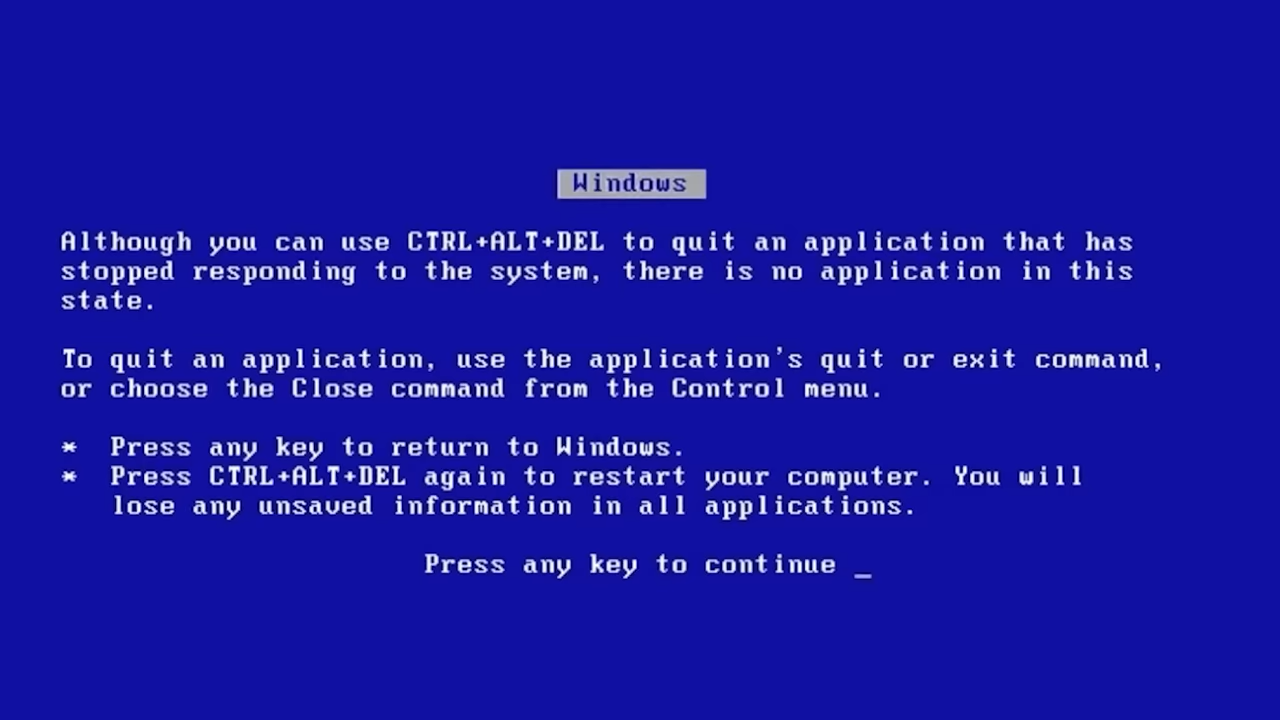 Windows
Although you can use CTRL+ALT+DEL to quit an application that has
stopped responding to the system, there is no application in this
state.
To quit an application, use the application's quit or exit command,
or choose the Close command from the Control menu.
* Press any key to return to Windows.
* Press CTRL+ALT+DEL again to restart your computer. You will
lose any unsaved information in all applications.
Press any key to continue _